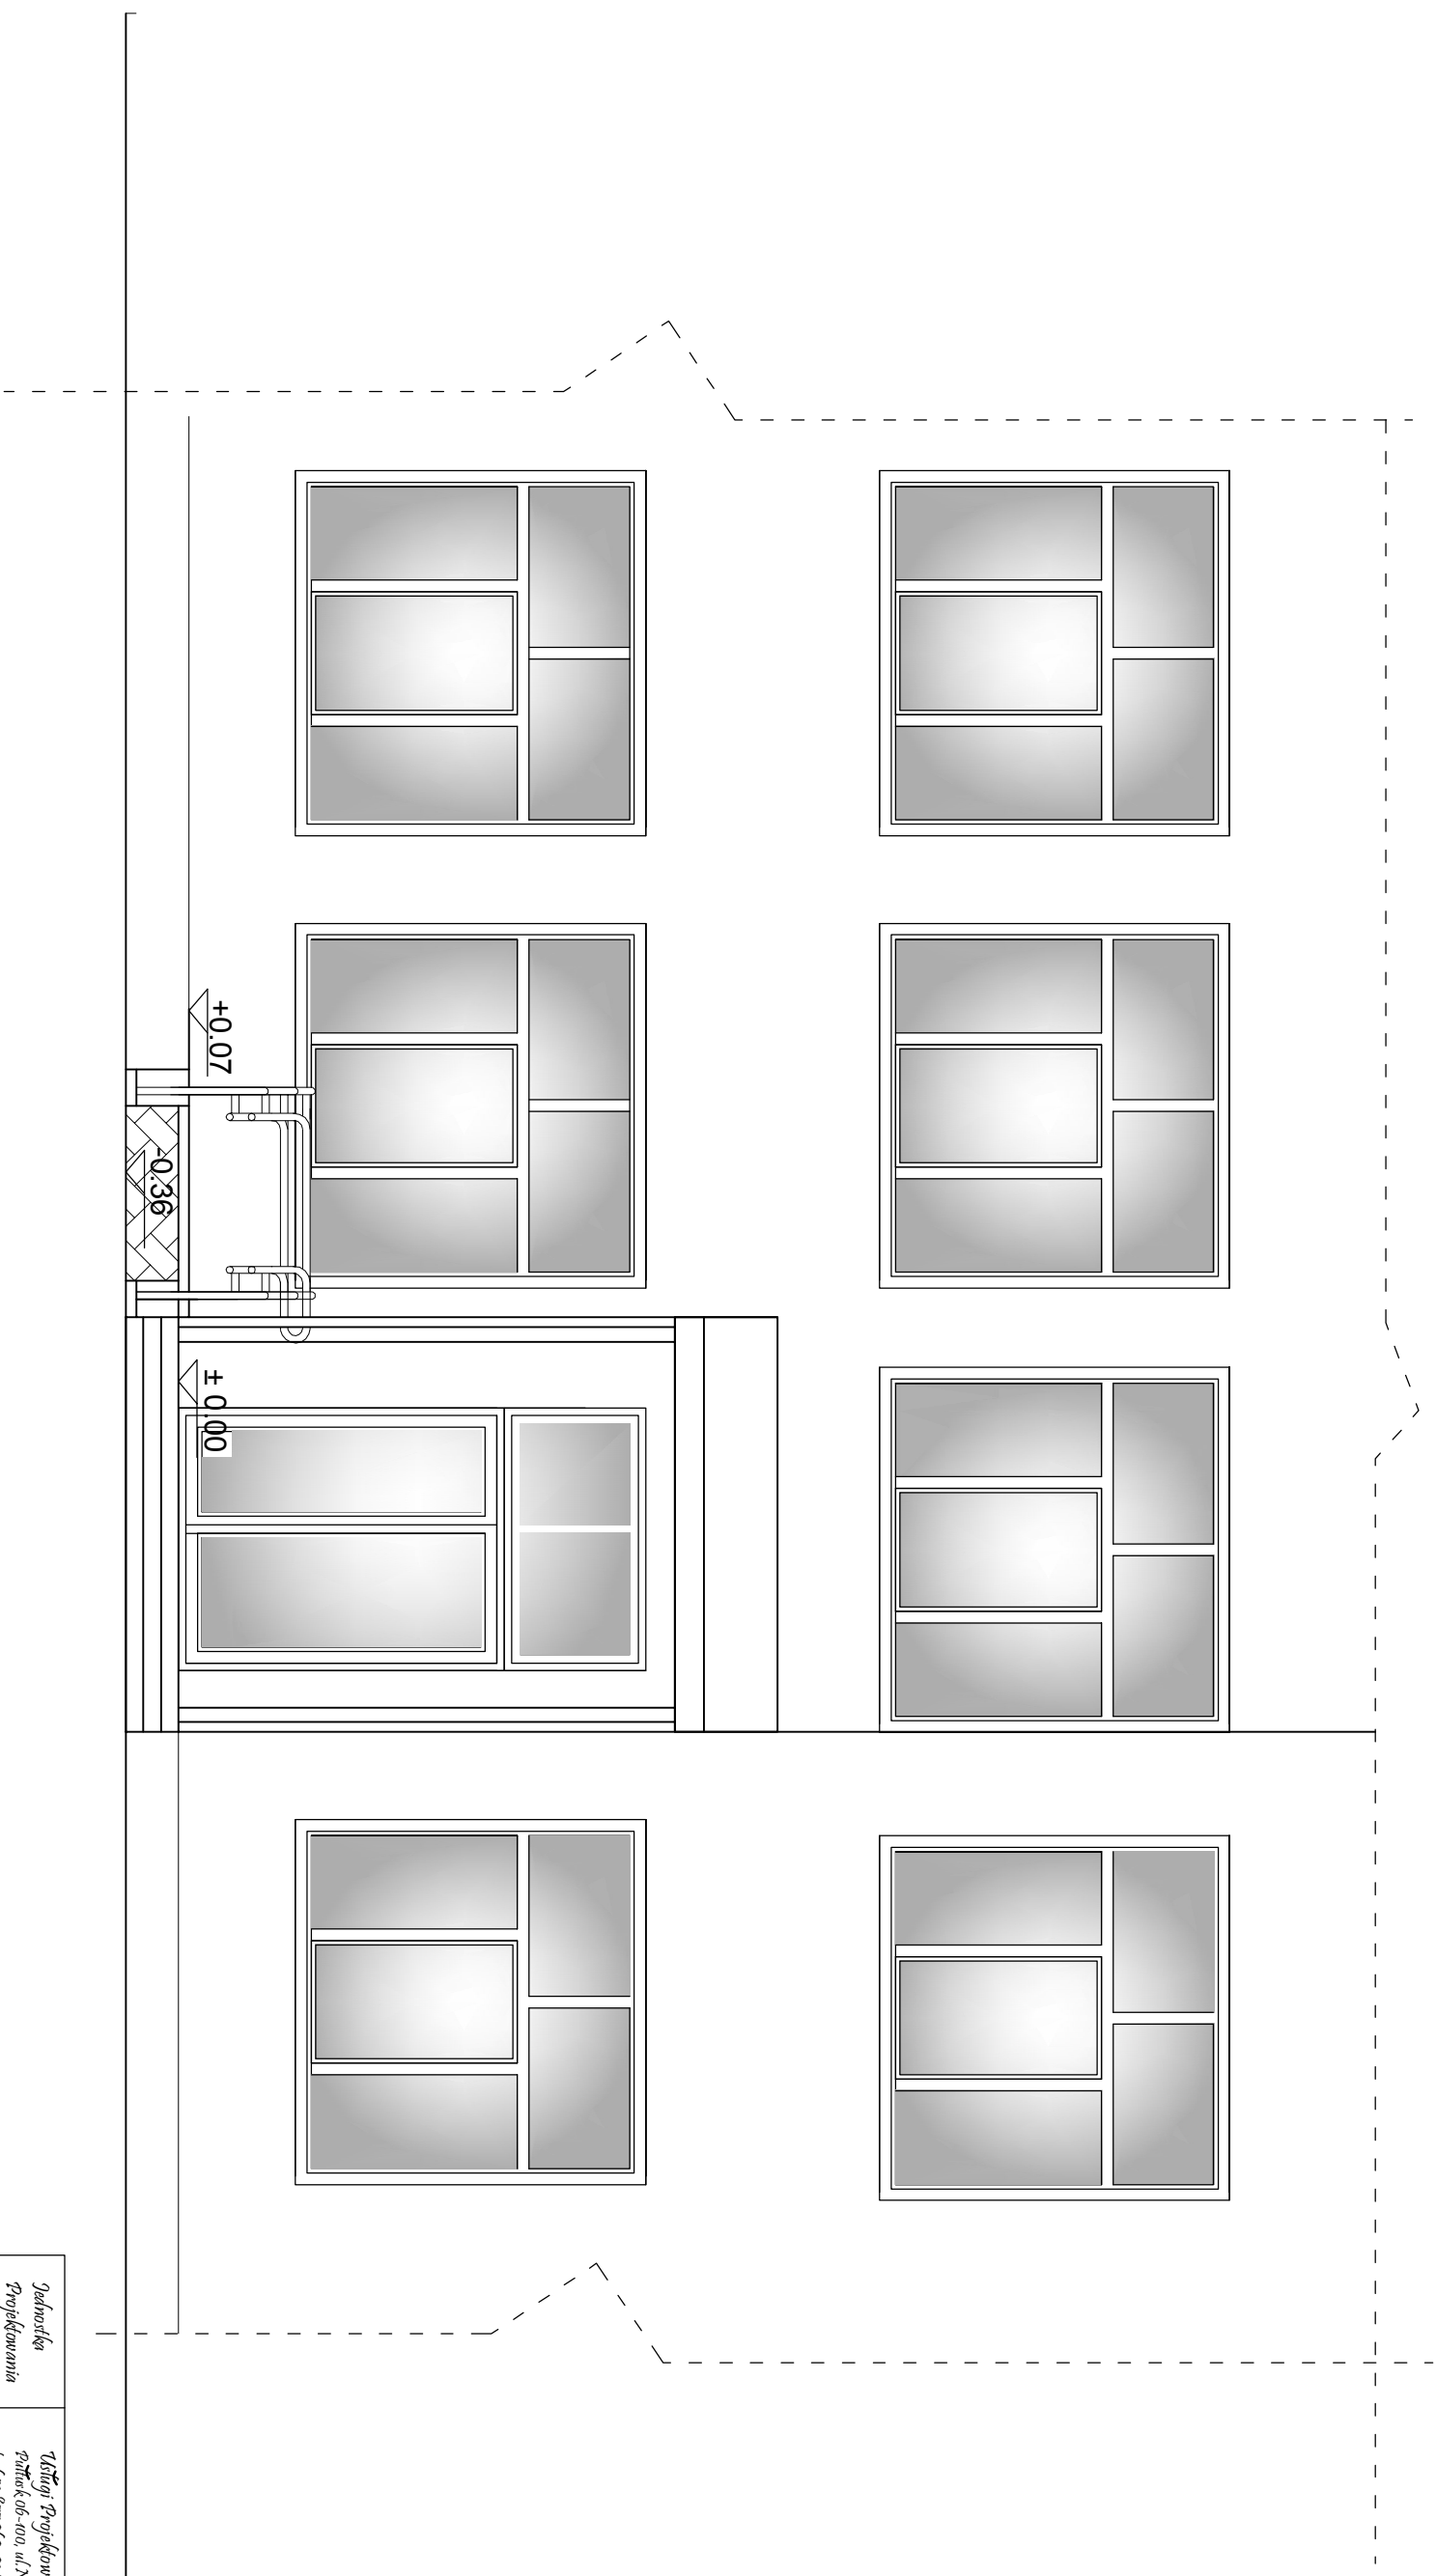 +0.07
-0.36
± 0.00
Jednostka
Projektowania
Usługi Projektow
Pułtusk 06-100, ul.